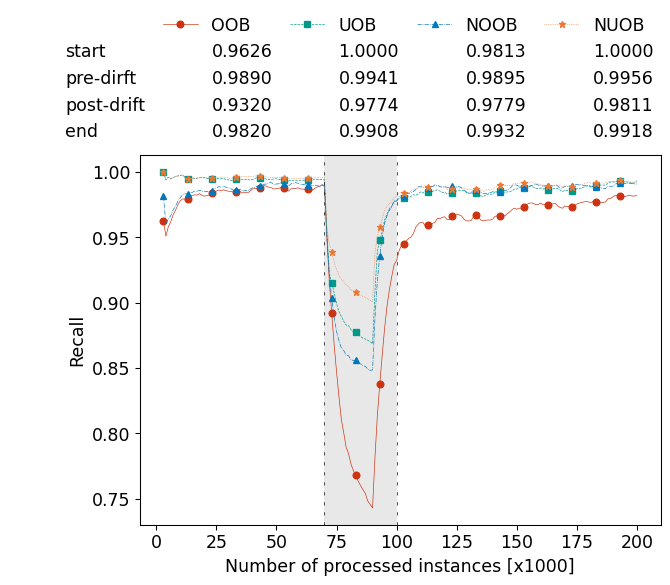 OOB UOB NOOB NUOB
start 0.9626 1.0000 0.9813 1.0000
pre-dirft 0.9890 0.9941 0.9895 0.9956
post-drift 0.9320 0.9774 0.9779 0.9811
end 0.9820 0.9908 0.9932 0.9918
1.00
0.95
0.90
0.85
0.80
0.75
Recall
0 25 50 75 100 125 150 175 200
Number of processed instances [x1000]